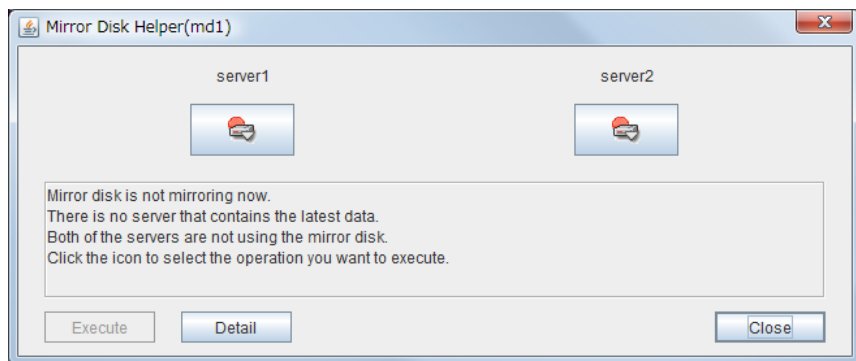 Mirror Disk Helper(md1)
server1 server2
Mirror disk is not mirroring now.
There is no server that contains the latest data.
Both of the servers are not using the mirror disk.
Click the icon to select the operation you want to execute.
Execute Detail Close